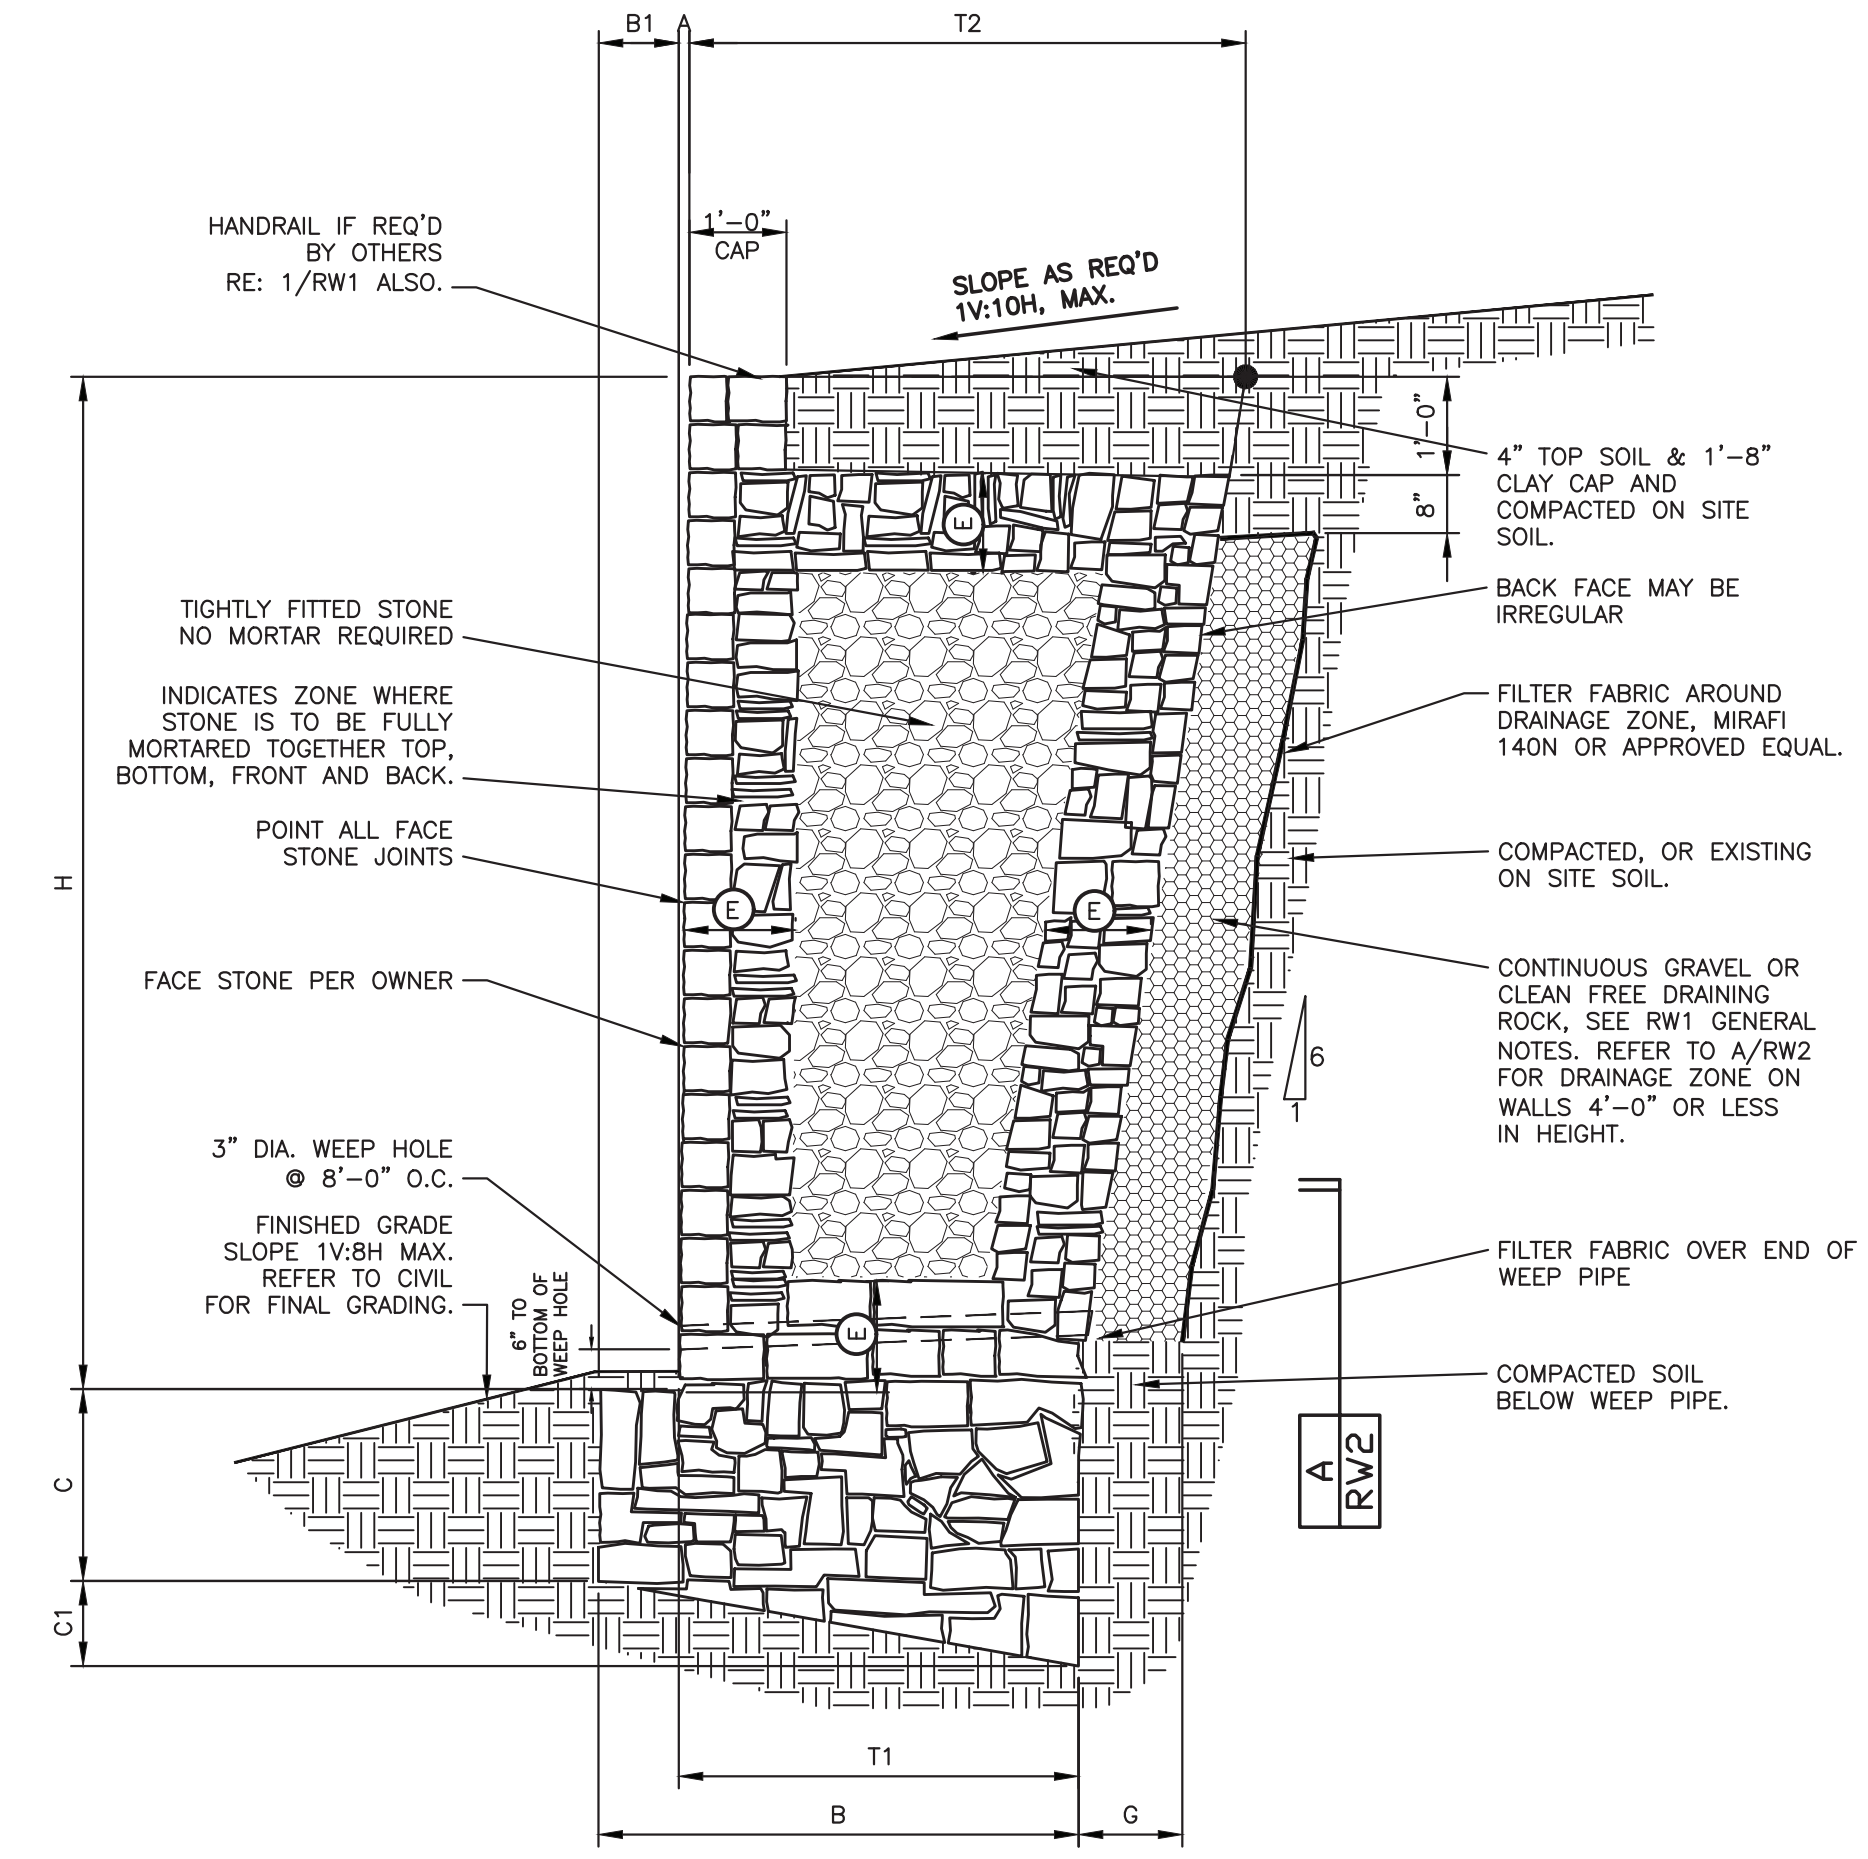 B1
A
T2
HANDRAIL IF REQ'D
BY OTHERS
RE: 1/RW1 ALSO.
1'-0"
CAP
SLOPE AS REQ'D
1V:10H, MAX.
1'-0"
8"
4" TOP SOIL & 1'-8"
CLAY CAP AND
COMPACTED ON SITE
SOIL.
E
BACK FACE MAY BE
IRREGULAR
TIGHTLY FITTED STONE
NO MORTAR REQUIRED
FILTER FABRIC AROUND
DRAINAGE ZONE, MIRAFI
140N OR APPROVED EQUAL.
INDICATES ZONE WHERE
STONE IS TO BE FULLY
MORTARED TOGETHER TOP,
BOTTOM, FRONT AND BACK.
POINT ALL FACE
STONE JOINTS
COMPACTED, OR EXISTING
ON SITE SOIL.
H
E
E
FACE STONE PER OWNER
CONTINUOUS GRAVEL OR
CLEAN FREE DRAINING
ROCK, SEE RW1 GENERAL
NOTES. REFER TO A/RW2
FOR DRAINAGE ZONE ON
WALLS 4'-0" OR LESS
IN HEIGHT.
6
1
3" DIA. WEEP HOLE
@ 8'-0" O.C.
FINISHED GRADE
SLOPE 1V:8H MAX.
REFER TO CIVIL
FOR FINAL GRADING.
6" TO
BOTTOM OF
WEEP HOLE
E
FILTER FABRIC OVER END OF
WEEP PIPE
COMPACTED SOIL
BELOW WEEP PIPE.
A
RW2
C
C1
T1
B
G